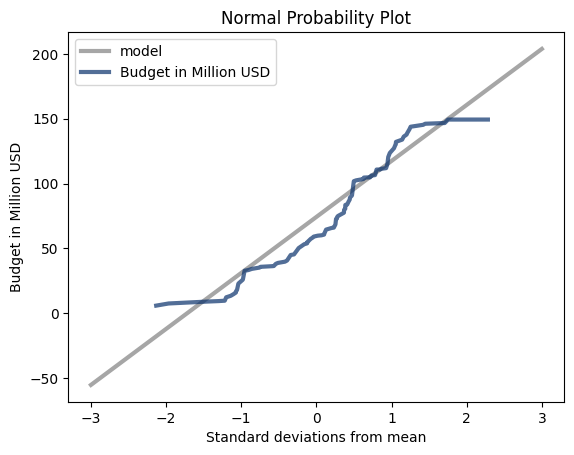 Normal Probability Plot
model
Budget in Million USD
200
150
100
50
0
−50
Budget in Million USD
−3
−2
−1
0
1
2
3
Standard deviations from mean